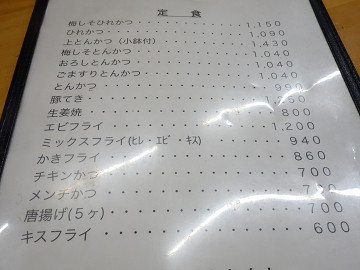 定 食
梅しそひれかつ・・・・・・・・・・・1,150
ひれかつ・・・・・・・・・・・・・・1,090
上とんかつ(小鉢付)・・・・・・・・・1,430
梅しそとんかつ・・・・・・・・・・・1,040
おろしとんかつ・・・・・・・・・・・1,040
ごますりとんかつ・・・・・・・・・・1,040
とんかつ・・・・・・・・・・・・・・990
豚てき・・・・・・・・・・・・・・・
生姜焼・・・・・・・・・・・・・・・800
エビフライ・・・・・・・・・・・・・1,200
ミックスフライ(ﾋﾚ・ｴﾋﾞ・ｷｽ)・・・・・940
かきフライ・・・・・・・・・・・・・860
チキンかつ・・・・・・・・・・・・・700
メンチかつ・・・・・・・・・・・・・700
唐揚げ(5ヶ)・・・・・・・・・・・・・700
キスフライ・・・・・・・・・・・・・600